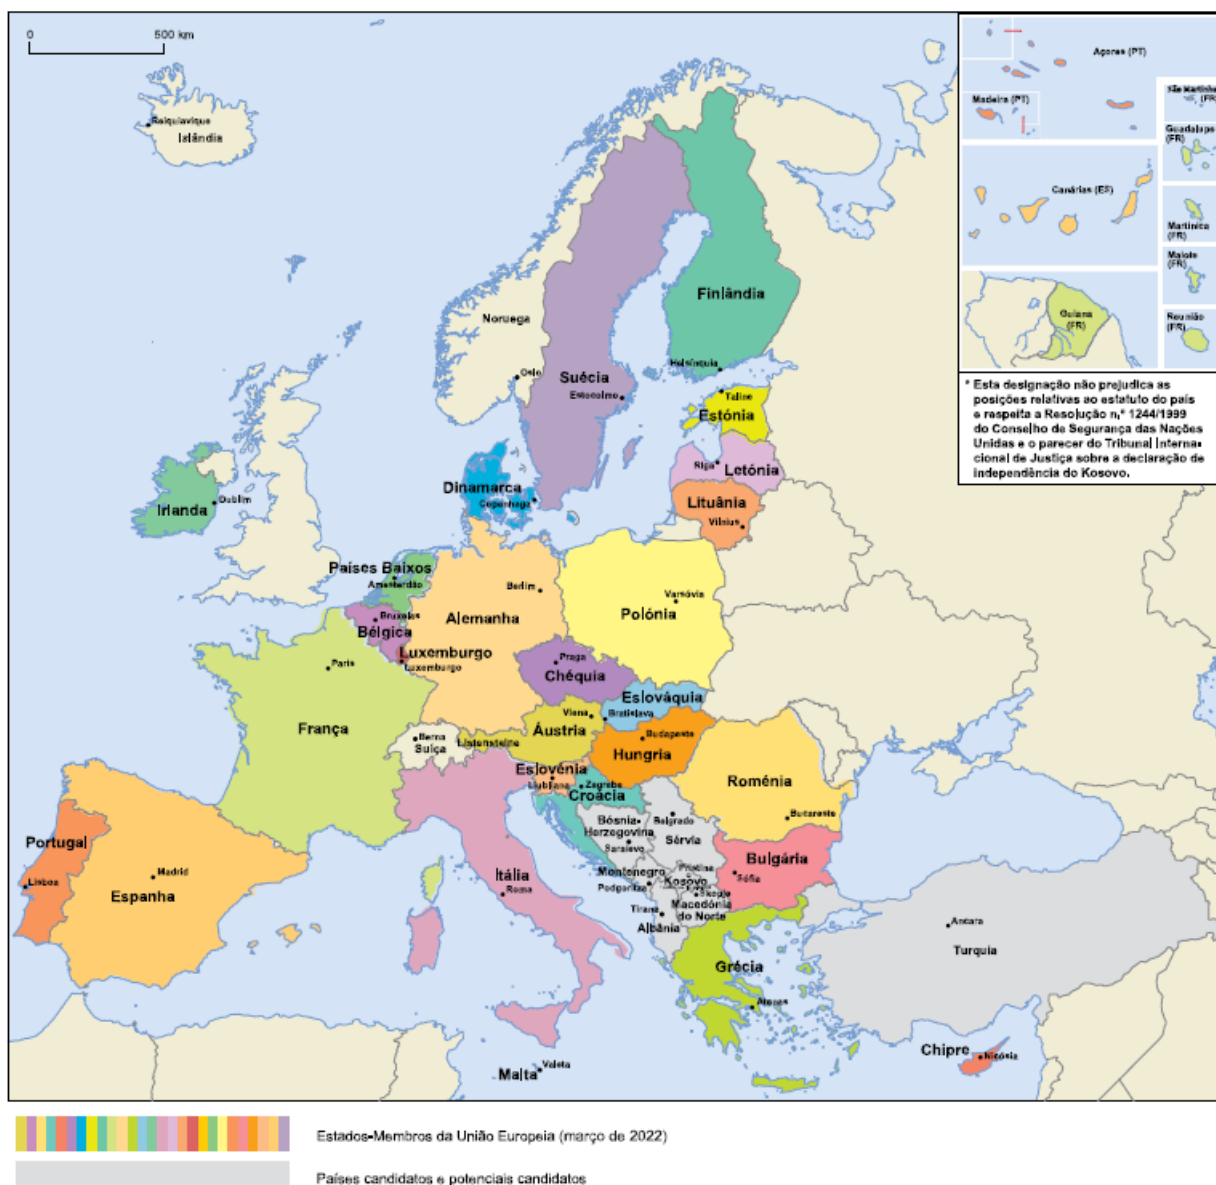 0 500 km
Reiquiavique
Islândia
Noruega
Oslo
Suécia
Estocolmo
Finlândia
Helsínquia
Taline
Estónia
Riga
Letónia
Lituânia
Vilnius
Dinamarca
Copenhaga
Irlanda
Dublim
Países Baixos
Amesterdão
Bruxelas
Bélgica
Luxemburgo
Luxemburgo
Berlim
Alemanha
Varsóvia
Polónia
Praga
Chéquia
Eslováquia
Bratislava
Viena
Áustria
Listenstaine
Berna
Suíça
Paris
França
Budapeste
Hungria
Eslovénia
Liubliana
Zagrebe
Croácia
Roménia
Bucareste
Bósnia-
Herzegovina
Saraievo
Belgrado
Sérvia
Montenegro
Podgoritsa
Pristina
Kosovo
Skopje
Macedónia
do Norte
Tirana
Albânia
Bulgária
Sófia
Portugal
Lisboa
Madrid
Espanha
Itália
Roma
Grécia
Atenas
Ancara
Turquia
Chipre
Nicósia
Malta
Valeta
Açores (PT)
Madeira (PT)
São Martinho
(FR)
Guadalupe
(FR)
Canárias (ES)
Martinica
(FR)
Maiote
(FR)
Guiana
(FR)
Reunião
(FR)
* Esta designação não prejudica as
posições relativas ao estatuto do país
e respeita a Resolução n.º 1244/1999
do Conselho de Segurança das Nações
Unidas e o parecer do Tribunal Interna-
cional de Justiça sobre a declaração de
independência do Kosovo.
Estados-Membros da União Europeia (março de 2022)
Países candidatos e potenciais candidatos